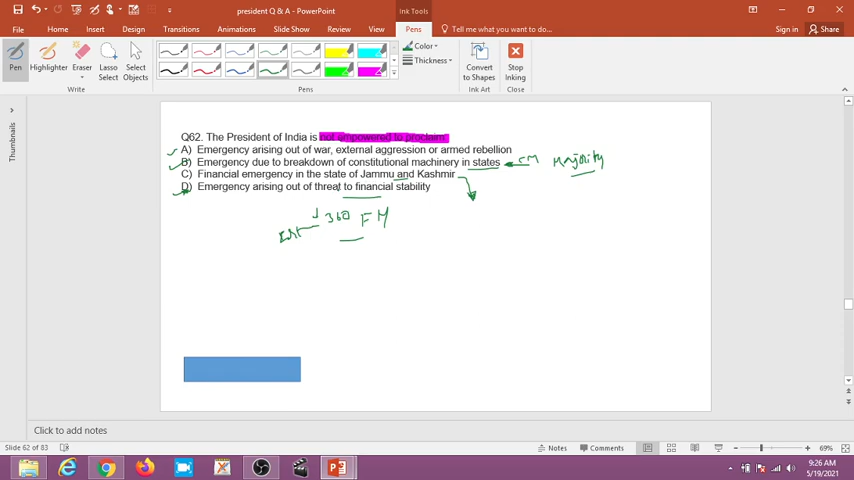 president Q & A - PowerPoint
Ink Tools
Sign in
Share
File
Home
Insert
Design
Transitions
Animations
Slide Show
Review
View
Pens
Tell me what you want to do...
Pen
Highlighter
Eraser
Lasso Select
Select Objects
Color
Thickness
Convert to Shapes
Stop Inking
Write
Pens
Ink Art
Close
Thumbnails
Q62. The President of India is not empowered to proclaim
A) Emergency arising out of war, external aggression or armed rebellion
B) Emergency due to breakdown of constitutional machinery in states CM Majority
C) Financial emergency in the state of Jammu and Kashmir
D) Emergency arising out of threat to financial stability
360 FM
Click to add notes
Slide 62 of 83
Notes
Comments
69%
9:26 AM
5/19/2021